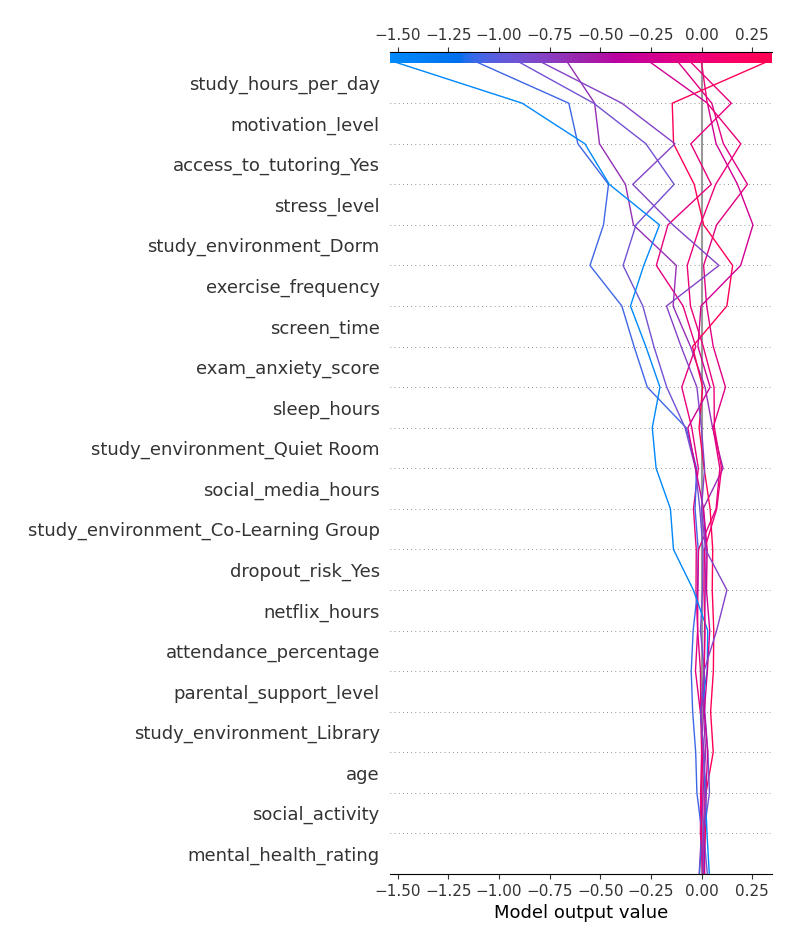 −1.50 −1.25 −1.00 −0.75 −0.50 −0.25 0.00 0.25
study_hours_per_day
motivation_level
access_to_tutoring_Yes
stress_level
study_environment_Dorm
exercise_frequency
screen_time
exam_anxiety_score
sleep_hours
study_environment_Quiet Room
social_media_hours
study_environment_Co-Learning Group
dropout_risk_Yes
netflix_hours
attendance_percentage
parental_support_level
study_environment_Library
age
social_activity
mental_health_rating
−1.50 −1.25 −1.00 −0.75 −0.50 −0.25 0.00 0.25
Model output value